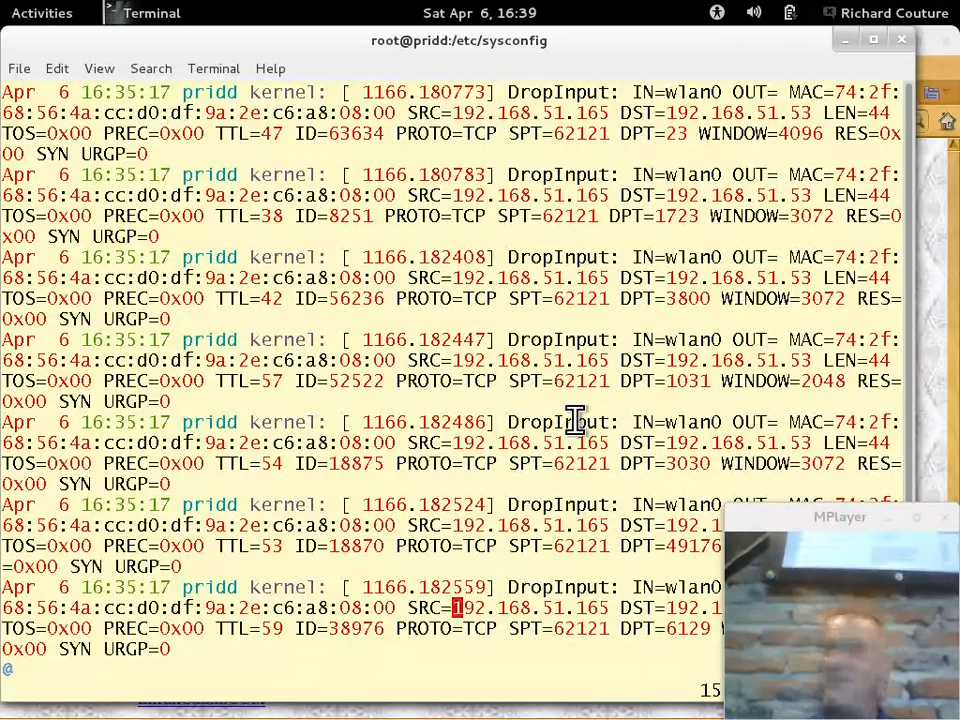 Activities Terminal Sat Apr 6, 16:39 Richard Couture
root@pridd:/etc/sysconfig
File Edit View Search Terminal Help
Apr  6 16:35:17 pridd kernel: [ 1166.180773] DropInput: IN=wlan0 OUT= MAC=74:2f:
68:56:4a:cc:d0:df:9a:2e:c6:a8:08:00 SRC=192.168.51.165 DST=192.168.51.53 LEN=44
TOS=0x00 PREC=0x00 TTL=47 ID=63634 PROTO=TCP SPT=62121 DPT=23 WINDOW=4096 RES=0x
00 SYN URGP=0
Apr  6 16:35:17 pridd kernel: [ 1166.180783] DropInput: IN=wlan0 OUT= MAC=74:2f:
68:56:4a:cc:d0:df:9a:2e:c6:a8:08:00 SRC=192.168.51.165 DST=192.168.51.53 LEN=44
TOS=0x00 PREC=0x00 TTL=38 ID=8251 PROTO=TCP SPT=62121 DPT=1723 WINDOW=3072 RES=0
x00 SYN URGP=0
Apr  6 16:35:17 pridd kernel: [ 1166.182408] DropInput: IN=wlan0 OUT= MAC=74:2f:
68:56:4a:cc:d0:df:9a:2e:c6:a8:08:00 SRC=192.168.51.165 DST=192.168.51.53 LEN=44
TOS=0x00 PREC=0x00 TTL=42 ID=56236 PROTO=TCP SPT=62121 DPT=3800 WINDOW=3072 RES=
0x00 SYN URGP=0
Apr  6 16:35:17 pridd kernel: [ 1166.182447] DropInput: IN=wlan0 OUT= MAC=74:2f:
68:56:4a:cc:d0:df:9a:2e:c6:a8:08:00 SRC=192.168.51.165 DST=192.168.51.53 LEN=44
TOS=0x00 PREC=0x00 TTL=57 ID=52522 PROTO=TCP SPT=62121 DPT=1031 WINDOW=2048 RES=
0x00 SYN URGP=0
Apr  6 16:35:17 pridd kernel: [ 1166.182486] DropInput: IN=wlan0 OUT= MAC=74:2f:
68:56:4a:cc:d0:df:9a:2e:c6:a8:08:00 SRC=192.168.51.165 DST=192.168.51.53 LEN=44
TOS=0x00 PREC=0x00 TTL=54 ID=18875 PROTO=TCP SPT=62121 DPT=3030 WINDOW=3072 RES=
0x00 SYN URGP=0
Apr  6 16:35:17 pridd kernel: [ 1166.182524] DropInput: IN=wlan0 OUT= MAC=74:2f:
68:56:4a:cc:d0:df:9a:2e:c6:a8:08:00 SRC=192.168.51.165 DST=192.1
TOS=0x00 PREC=0x00 TTL=53 ID=18870 PROTO=TCP SPT=62121 DPT=49176
=0x00 SYN URGP=0
Apr  6 16:35:17 pridd kernel: [ 1166.182559] DropInput: IN=wlan0
68:56:4a:cc:d0:df:9a:2e:c6:a8:08:00 SRC=192.168.51.165 DST=192.1
TOS=0x00 PREC=0x00 TTL=59 ID=38976 PROTO=TCP SPT=62121 DPT=6129
0x00 SYN URGP=0
@
15
MPlayer